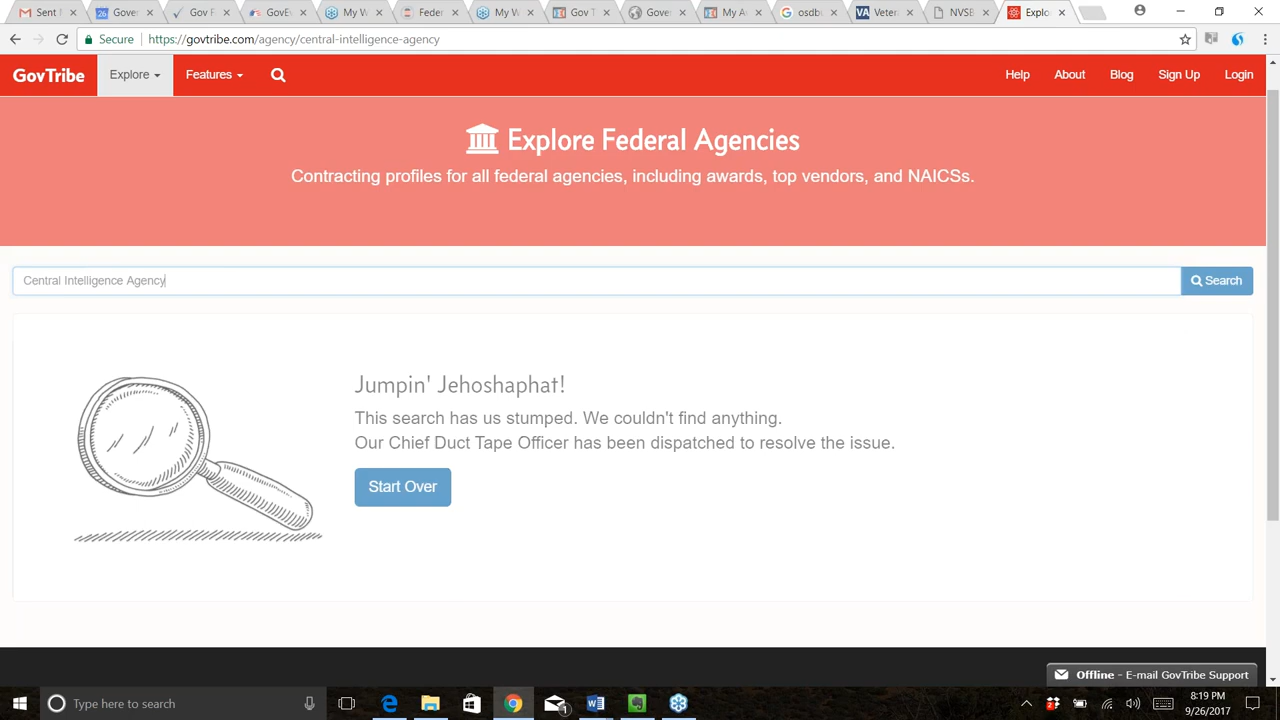 Sent M
Gover
Gov F
GovEv
My W
Feder
My W
Gov T
Gover
My Ac
osdbu
Veter
NVSB
Explo
Secure
https://govtribe.com/agency/central-intelligence-agency
GovTribe
Explore
Features
Help
About
Blog
Sign Up
Login
Explore Federal Agencies
Contracting profiles for all federal agencies, including awards, top vendors, and NAICSs.
Central Intelligence Agency
Search
Jumpin' Jehoshaphat!
This search has us stumped. We couldn't find anything.
Our Chief Duct Tape Officer has been dispatched to resolve the issue.
Start Over
Offline - E-mail GovTribe Support
Type here to search
8:19 PM
9/26/2017